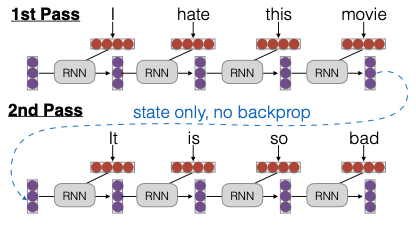 1st Pass
I hate this movie
RNN RNN RNN RNN
2nd Pass
state only, no backprop
It is so bad
RNN RNN RNN RNN